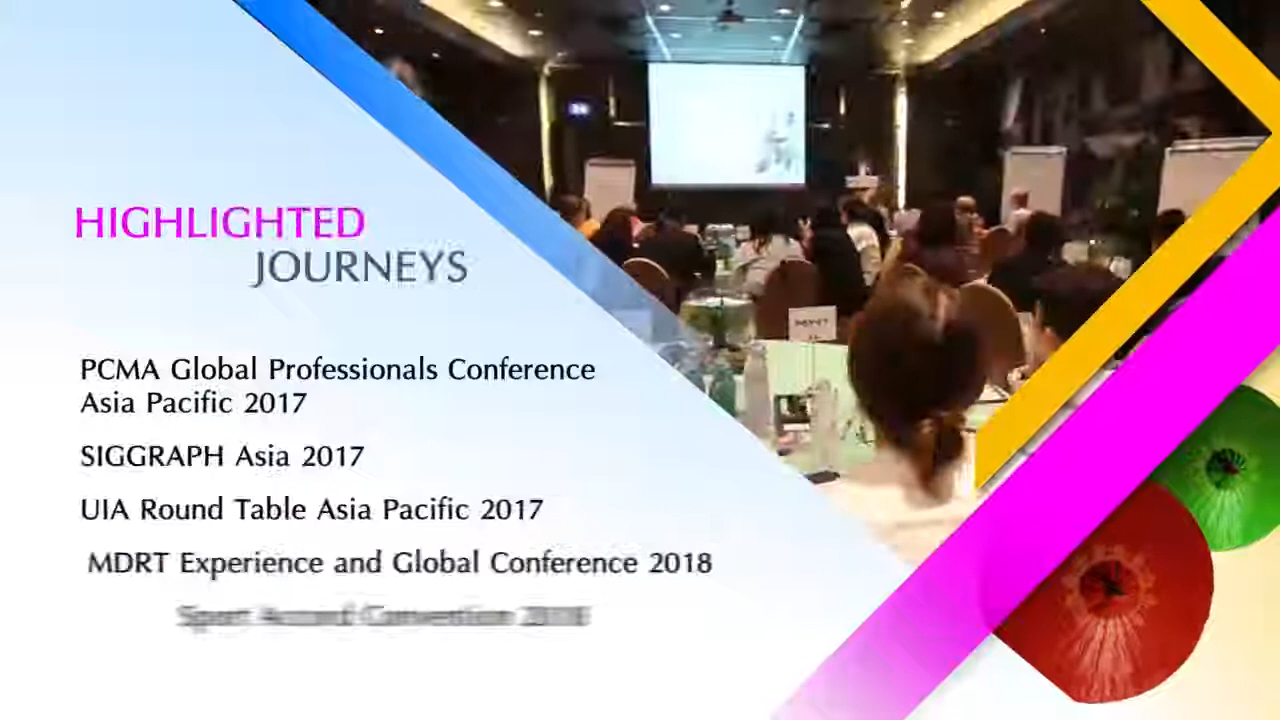 HIGHLIGHTED
JOURNEYS
PCMA Global Professionals Conference
Asia Pacific 2017
SIGGRAPH Asia 2017
UIA Round Table Asia Pacific 2017
MDRT Experience and Global Conference 2018
Convention